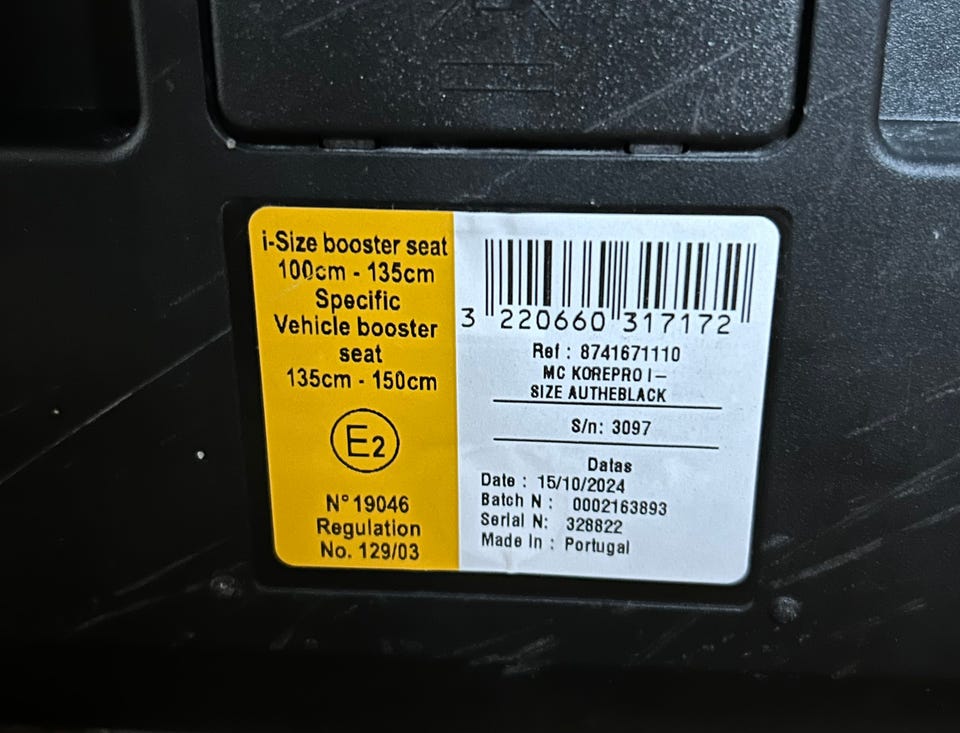 i-Size booster seat
100cm - 135cm
Specific
Vehicle booster
seat
135cm - 150cm
E2
N° 19046
Regulation
No. 129/03
3 220660 317172
Ref : 8741671110
MC KOREPRO I-
SIZE AUTHEBLACK
S/n: 3097
Datas
Date : 15/10/2024
Batch N : 0002163893
Serial N: 328822
Made In : Portugal